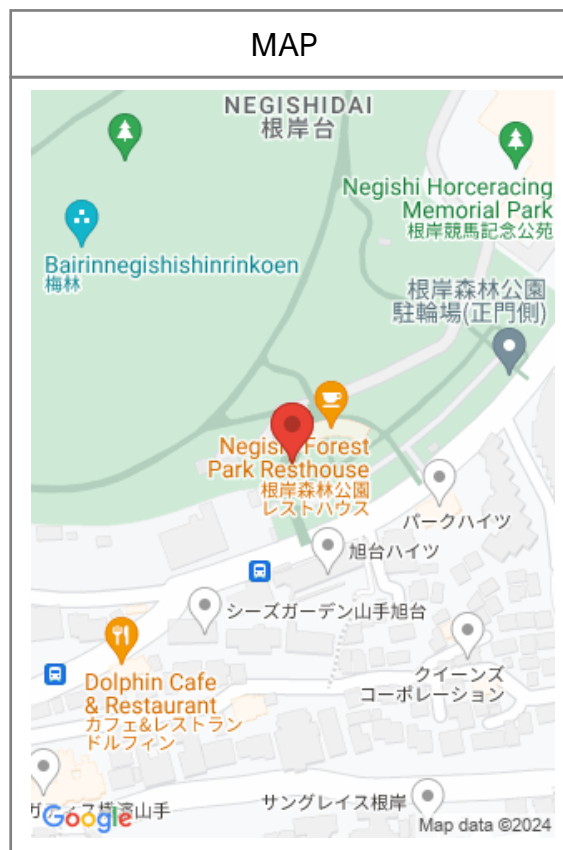 MAP
NEGISHIDAI
根岸台
Negishi Horceracing
Memorial Park
根岸競馬記念公苑
Bairinnegishishinrinkoen
梅林
根岸森林公園
駐輪場(正門側)
Negishi Forest
Park Resthouse
根岸森林公園
レストハウス
パークハイツ
旭台ハイツ
シーズガーデン山手旭台
クイーンズ
コーポレーション
Dolphin Cafe
& Restaurant
カフェ&レストラン
ドルフィン
サングレイス根岸
横濱山手
Google
Map data ©2024